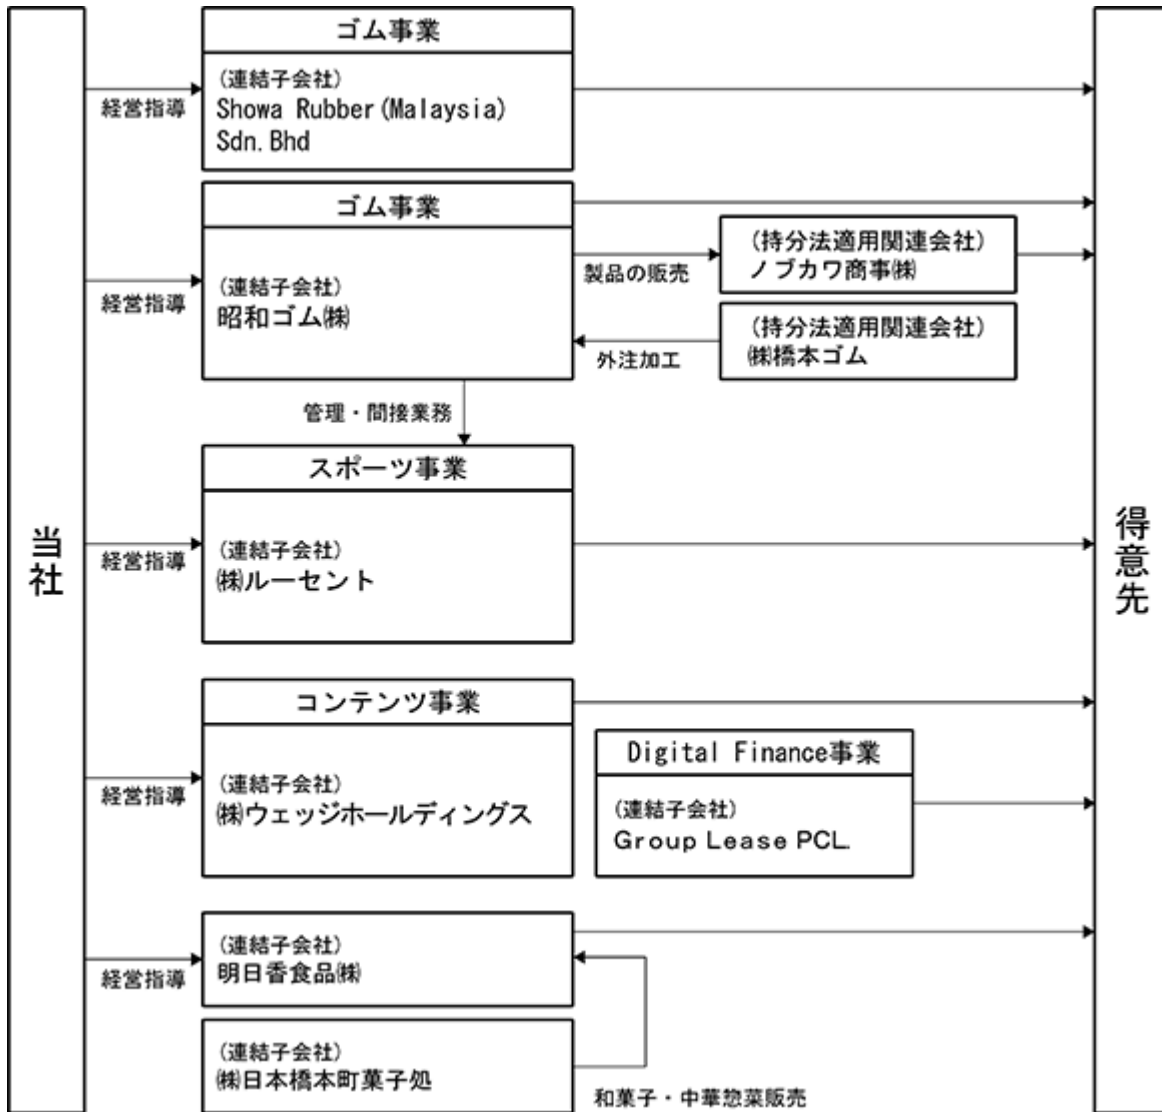 当社
ゴム事業
(連結子会社)
Showa Rubber(Malaysia)
Sdn.Bhd
経営指導
ゴム事業
(連結子会社)
昭和ゴム㈱
経営指導
製品の販売
(持分法適用関連会社)
ノブカワ商事㈱
外注加工
(持分法適用関連会社)
㈱橋本ゴム
管理・間接業務
スポーツ事業
(連結子会社)
㈱ルーセント
経営指導
コンテンツ事業
(連結子会社)
㈱ウェッジホールディングス
経営指導
Digital Finance事業
(連結子会社)
Group Lease PCL.
(連結子会社)
明日香食品㈱
経営指導
(連結子会社)
㈱日本橋本町菓子処
和菓子・中華惣菜販売
得意先